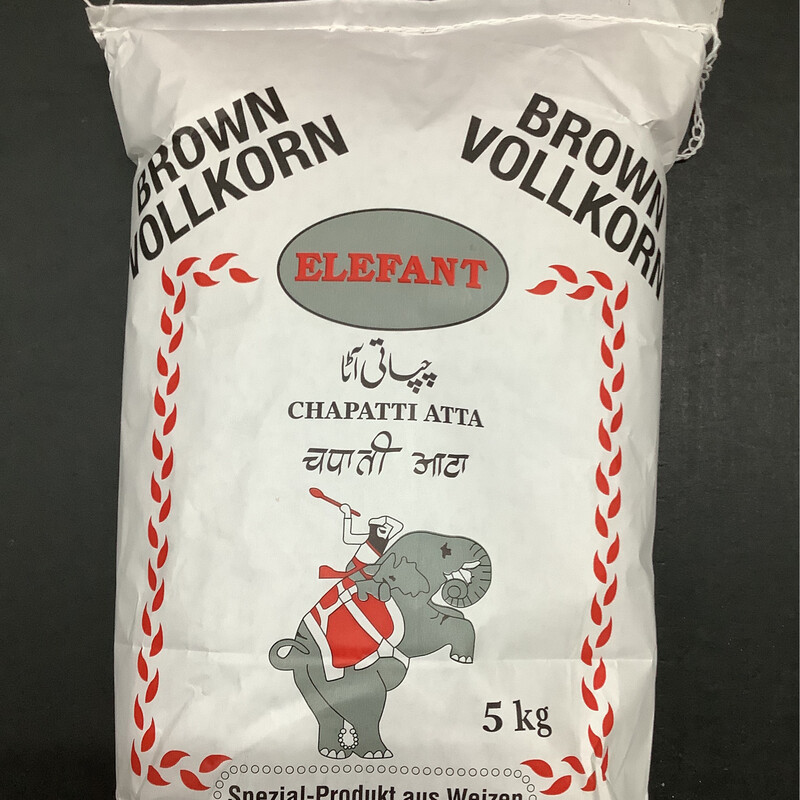 BROWN
VOLLKORN
BROWN
VOLLKORN
ELEFANT
چپاتی آٹا
CHAPATTI ATTA
चपाती आटा
5 kg
Spezial-Produkt aus Weizen